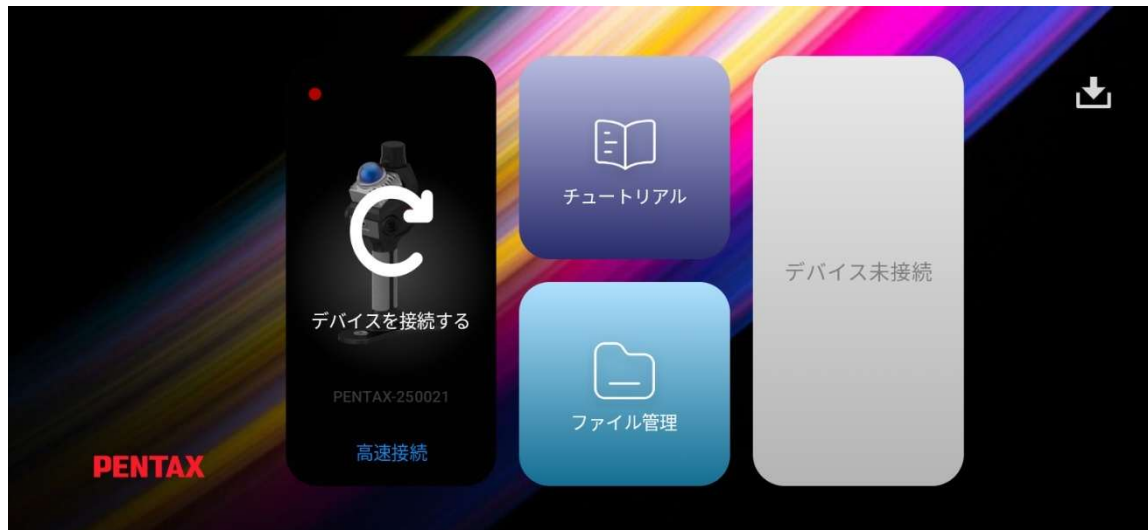 デバイスを接続する
PENTAX-250021
高速接続
チュートリアル
ファイル管理
デバイス未接続
PENTAX